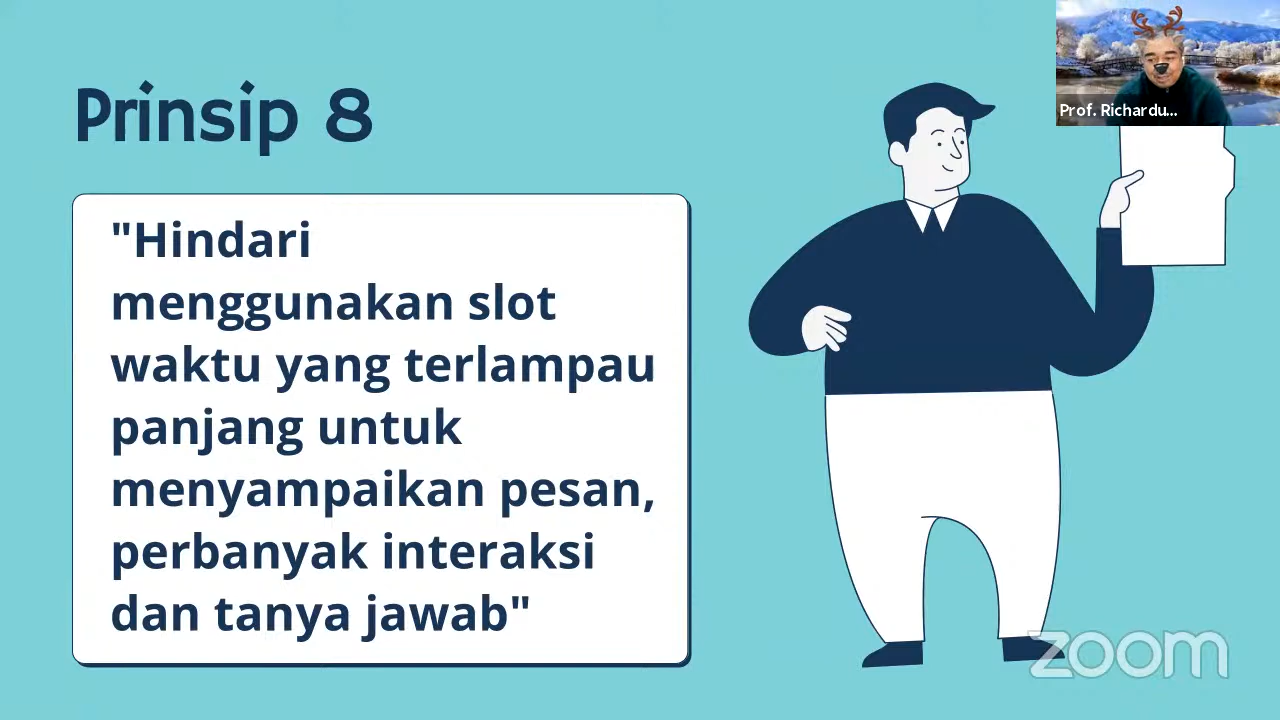 Prinsip 8
"Hindari
menggunakan slot
waktu yang terlampau
panjang untuk
menyampaikan pesan,
perbanyak interaksi
dan tanya jawab"
Prof. Richardu...
zoom